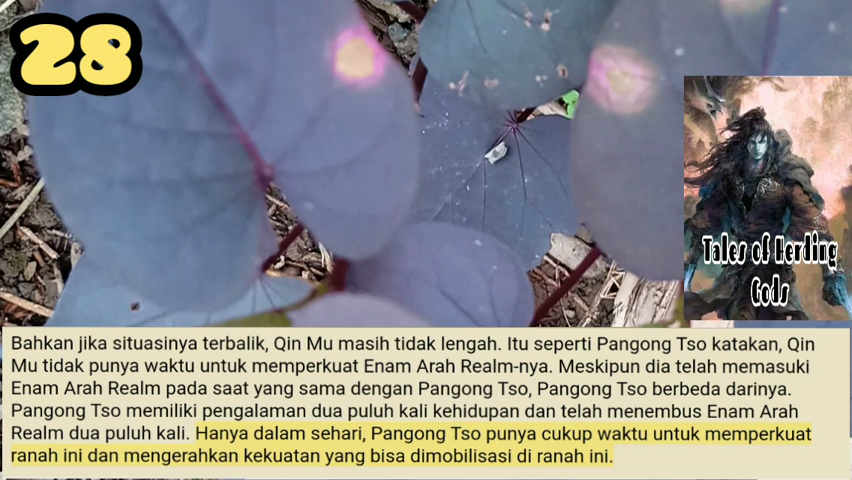 28
Tales of Herding
Gods
Bahkan jika situasinya terbalik, Qin Mu masih tidak lengah. Itu seperti Pangong Tso katakan, Qin
Mu tidak punya waktu untuk memperkuat Enam Arah Realm-nya. Meskipun dia telah memasuki
Enam Arah Realm pada saat yang sama dengan Pangong Tso, Pangong Tso berbeda darinya.
Pangong Tso memiliki pengalaman dua puluh kali kehidupan dan telah menembus Enam Arah
Realm dua puluh kali. Hanya dalam sehari, Pangong Tso punya cukup waktu untuk memperkuat
ranah ini dan mengerahkan kekuatan yang bisa dimobilisasi di ranah ini.